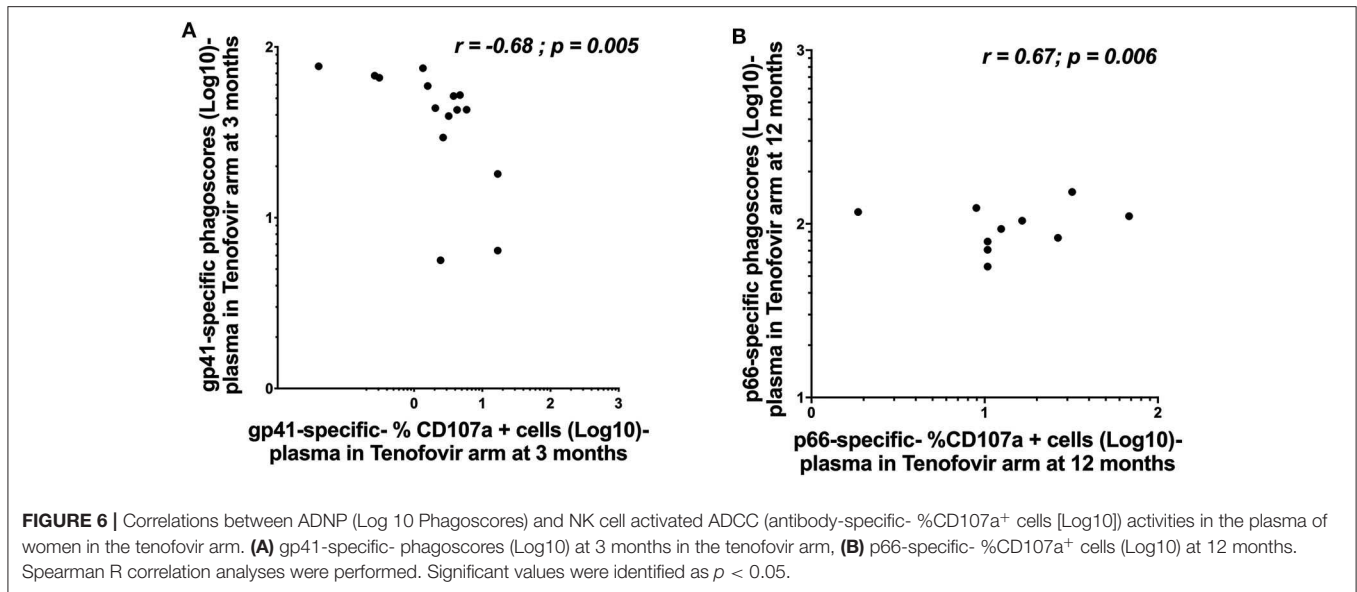 A
r = -0.68 ; p = 0.005
gp41-specific phagoscores (Log10)-
plasma in Tenofovir arm at 3 months
2
1
0
0 1 2 3
gp41-specific- % CD107a + cells (Log10)-
plasma in Tenofovir arm at 3 months
B
r = 0.67; p = 0.006
p66-specific phagoscores (Log10)-
plasma in Tenofovir arm at 12 months
3
2
1
0 1 2
p66-specific- %CD107a + cells (Log10)-
plasma in Tenofovir arm at 12 months
FIGURE 6 | Correlations between ADNP (Log 10 Phagoscores) and NK cell activated ADCC (antibody-specific- %CD107a+ cells [Log10]) activities in the plasma of
women in the tenofovir arm. (A) gp41-specific- phagoscores (Log10) at 3 months in the tenofovir arm, (B) p66-specific- %CD107a+ cells (Log10) at 12 months.
Spearman R correlation analyses were performed. Significant values were identified as p < 0.05.